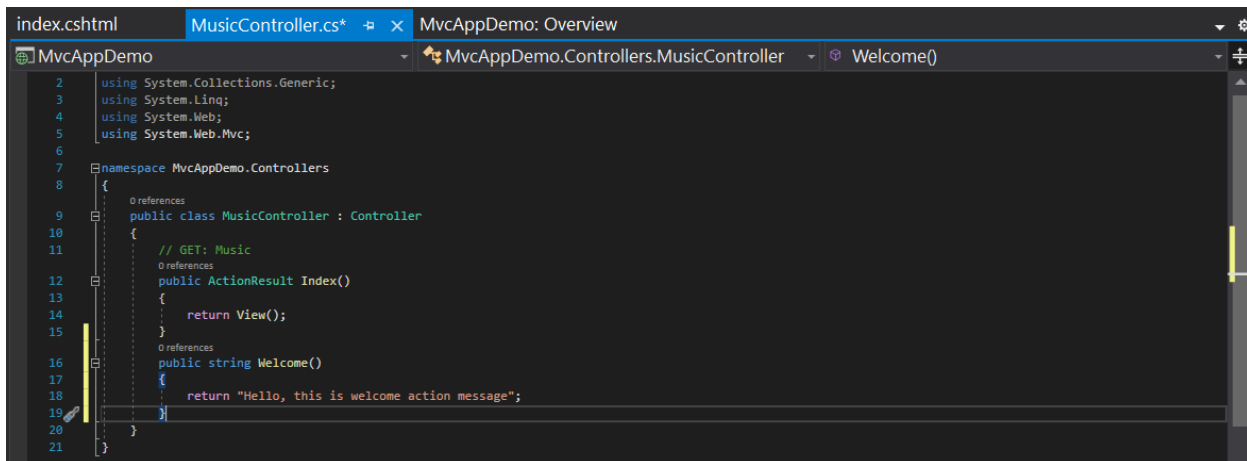 index.cshtml MusicController.cs* MvcAppDemo: Overview
MvcAppDemo MvcAppDemo.Controllers.MusicController Welcome()
2 using System.Collections.Generic;
3 using System.Linq;
4 using System.Web;
5 using System.Web.Mvc;
6
7 namespace MvcAppDemo.Controllers
8 {
0 references
9 public class MusicController : Controller
10 {
11 // GET: Music
0 references
12 public ActionResult Index()
13 {
14 return View();
15 }
0 references
16 public string Welcome()
17 {
18 return "Hello, this is welcome action message";
19 }
20 }
21 }